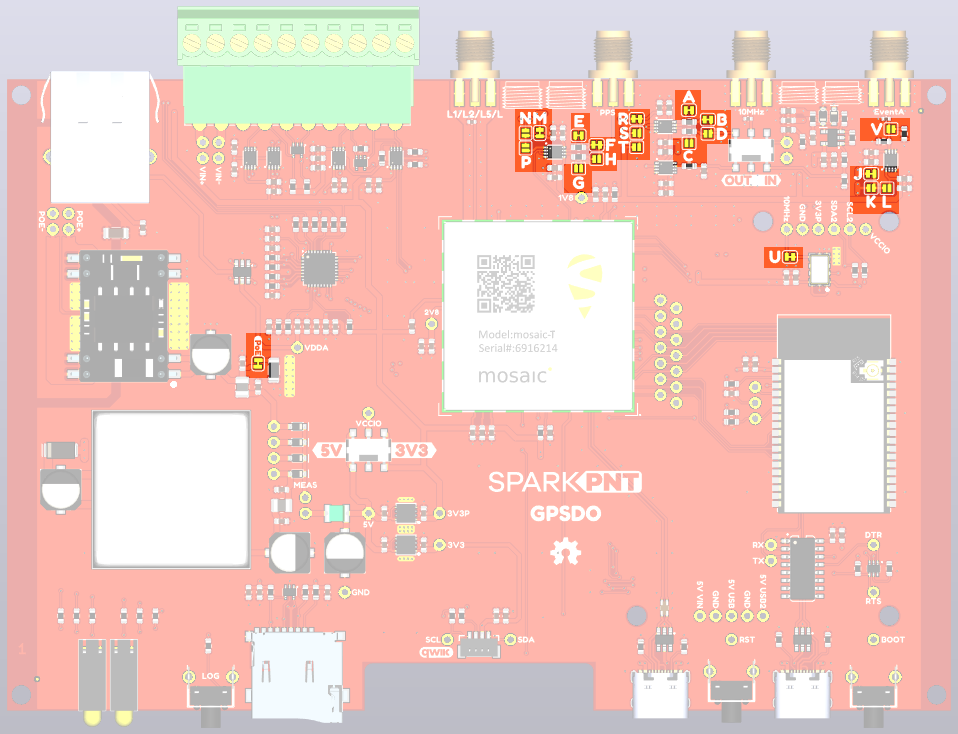 L1/L2/L5/L
PPS
10MHz
EventA
A
N M
E
R
B
S
D
V
F
T
P
H
C
G
J
K L
1V8
OUT IN
+VIN-
VIN-
POE-
POE+
10MHz
GND
3V3P
SDA2
SCL2
VCCIO
U
2V8
PoE
VDDA
Model:mosaic-T
Serial#:6916214
mosaic
VCCIO
5V
3V3
MEAS
SPARKPNT
GPSDO
5V
3V3P
3V3
RX
TX
DTR
RTS
GND
5V VIN
GND
5V USB
GND
5V USB2
SCL
SDA
QWIIC
RST
BOOT
LOG
1